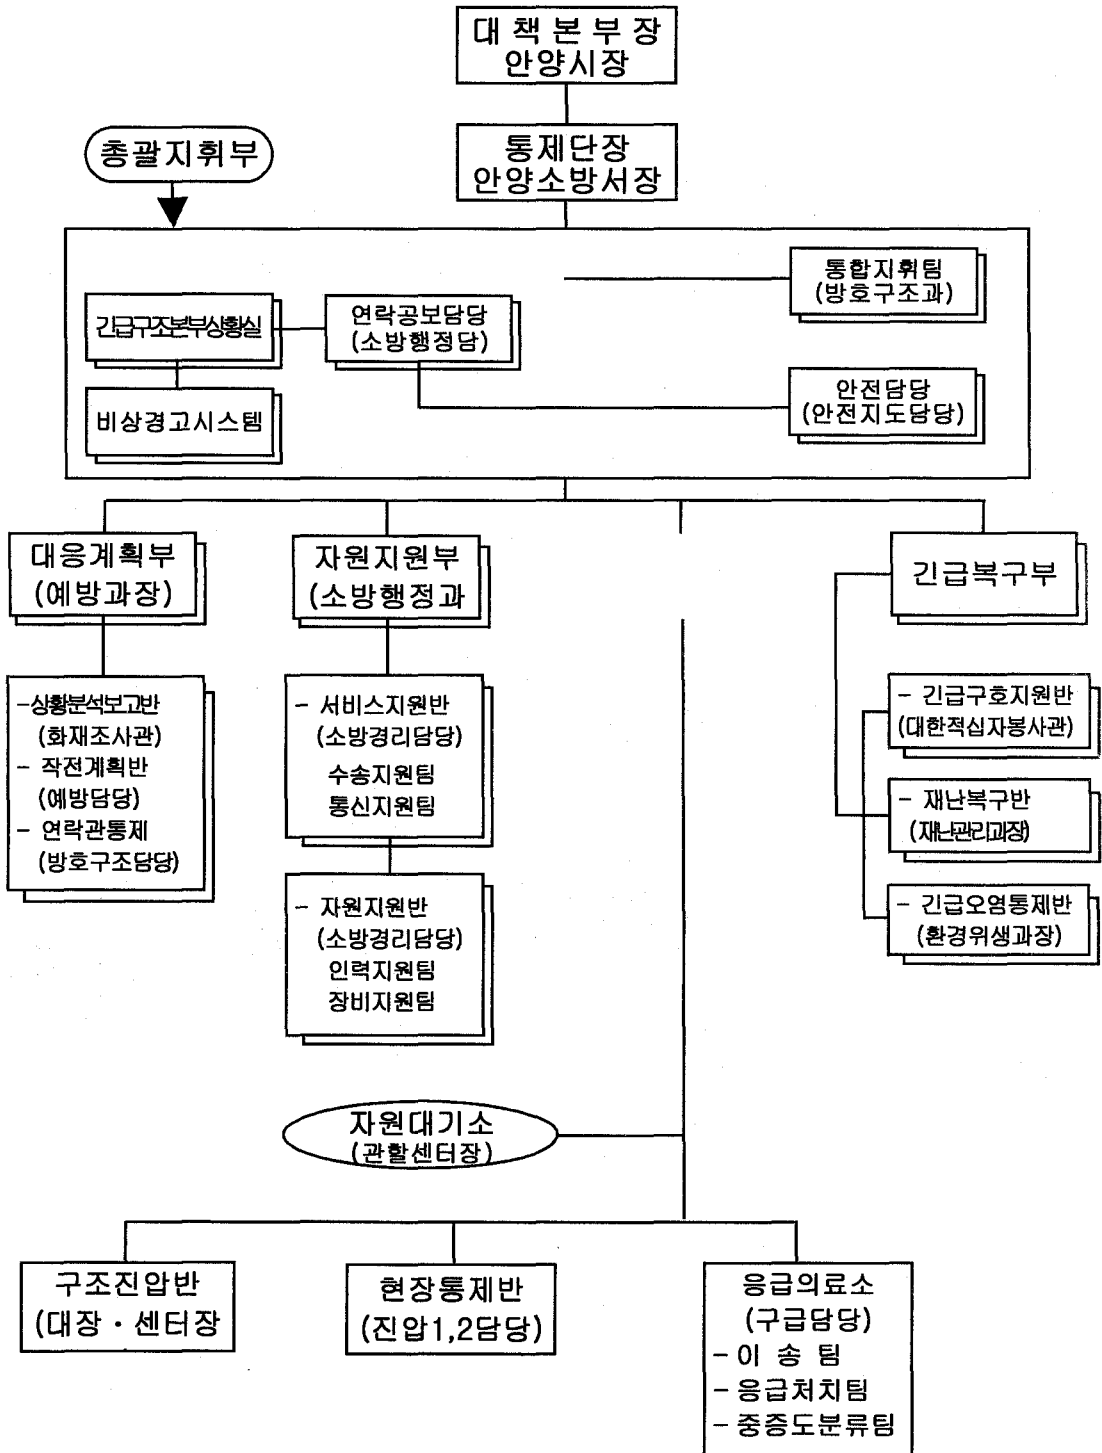 대 책 본 부 장
안양시장
총괄지휘부
통제단장
안양소방서장
통합지휘팀
(방호구조과)
긴급구조본부상황실
연락공보담당
(소방행정담)
비상경고시스템
안전담당
(안전지도담당)
대응계획부
(예방과장)
자원지원부
(소방행정과
긴급복구부
-상황분석보고반
(화재조사관)
- 작전계획반
(예방담당)
- 연락관통제
(방호구조담당)
- 서비스지원반
(소방경리담당)
수송지원팀
통신지원팀
- 자원지원반
(소방경리담당)
인력지원팀
장비지원팀
- 긴급구호지원반
(대한적십자봉사관)
- 재난복구반
(재난관리과장)
- 긴급오염통제반
(환경위생과장)
자원대기소
(관할센터장)
구조진압반
(대장・센터장
현장통제반
(진압1,2담당)
응급의료소
(구급담당)
- 이 송 팀
- 응급처치팀
- 중증도분류팀